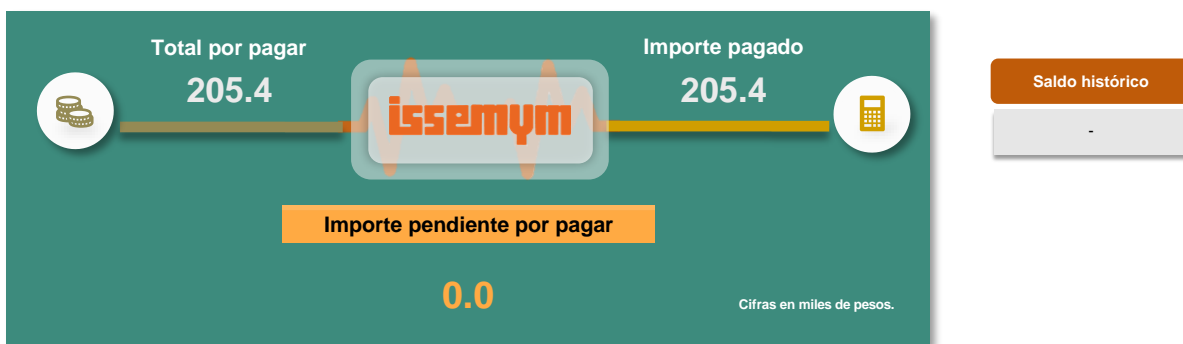 Total por pagar
205.4
issemym
Importe pagado
205.4
Importe pendiente por pagar
0.0
Cifras en miles de pesos.
Saldo histórico
-